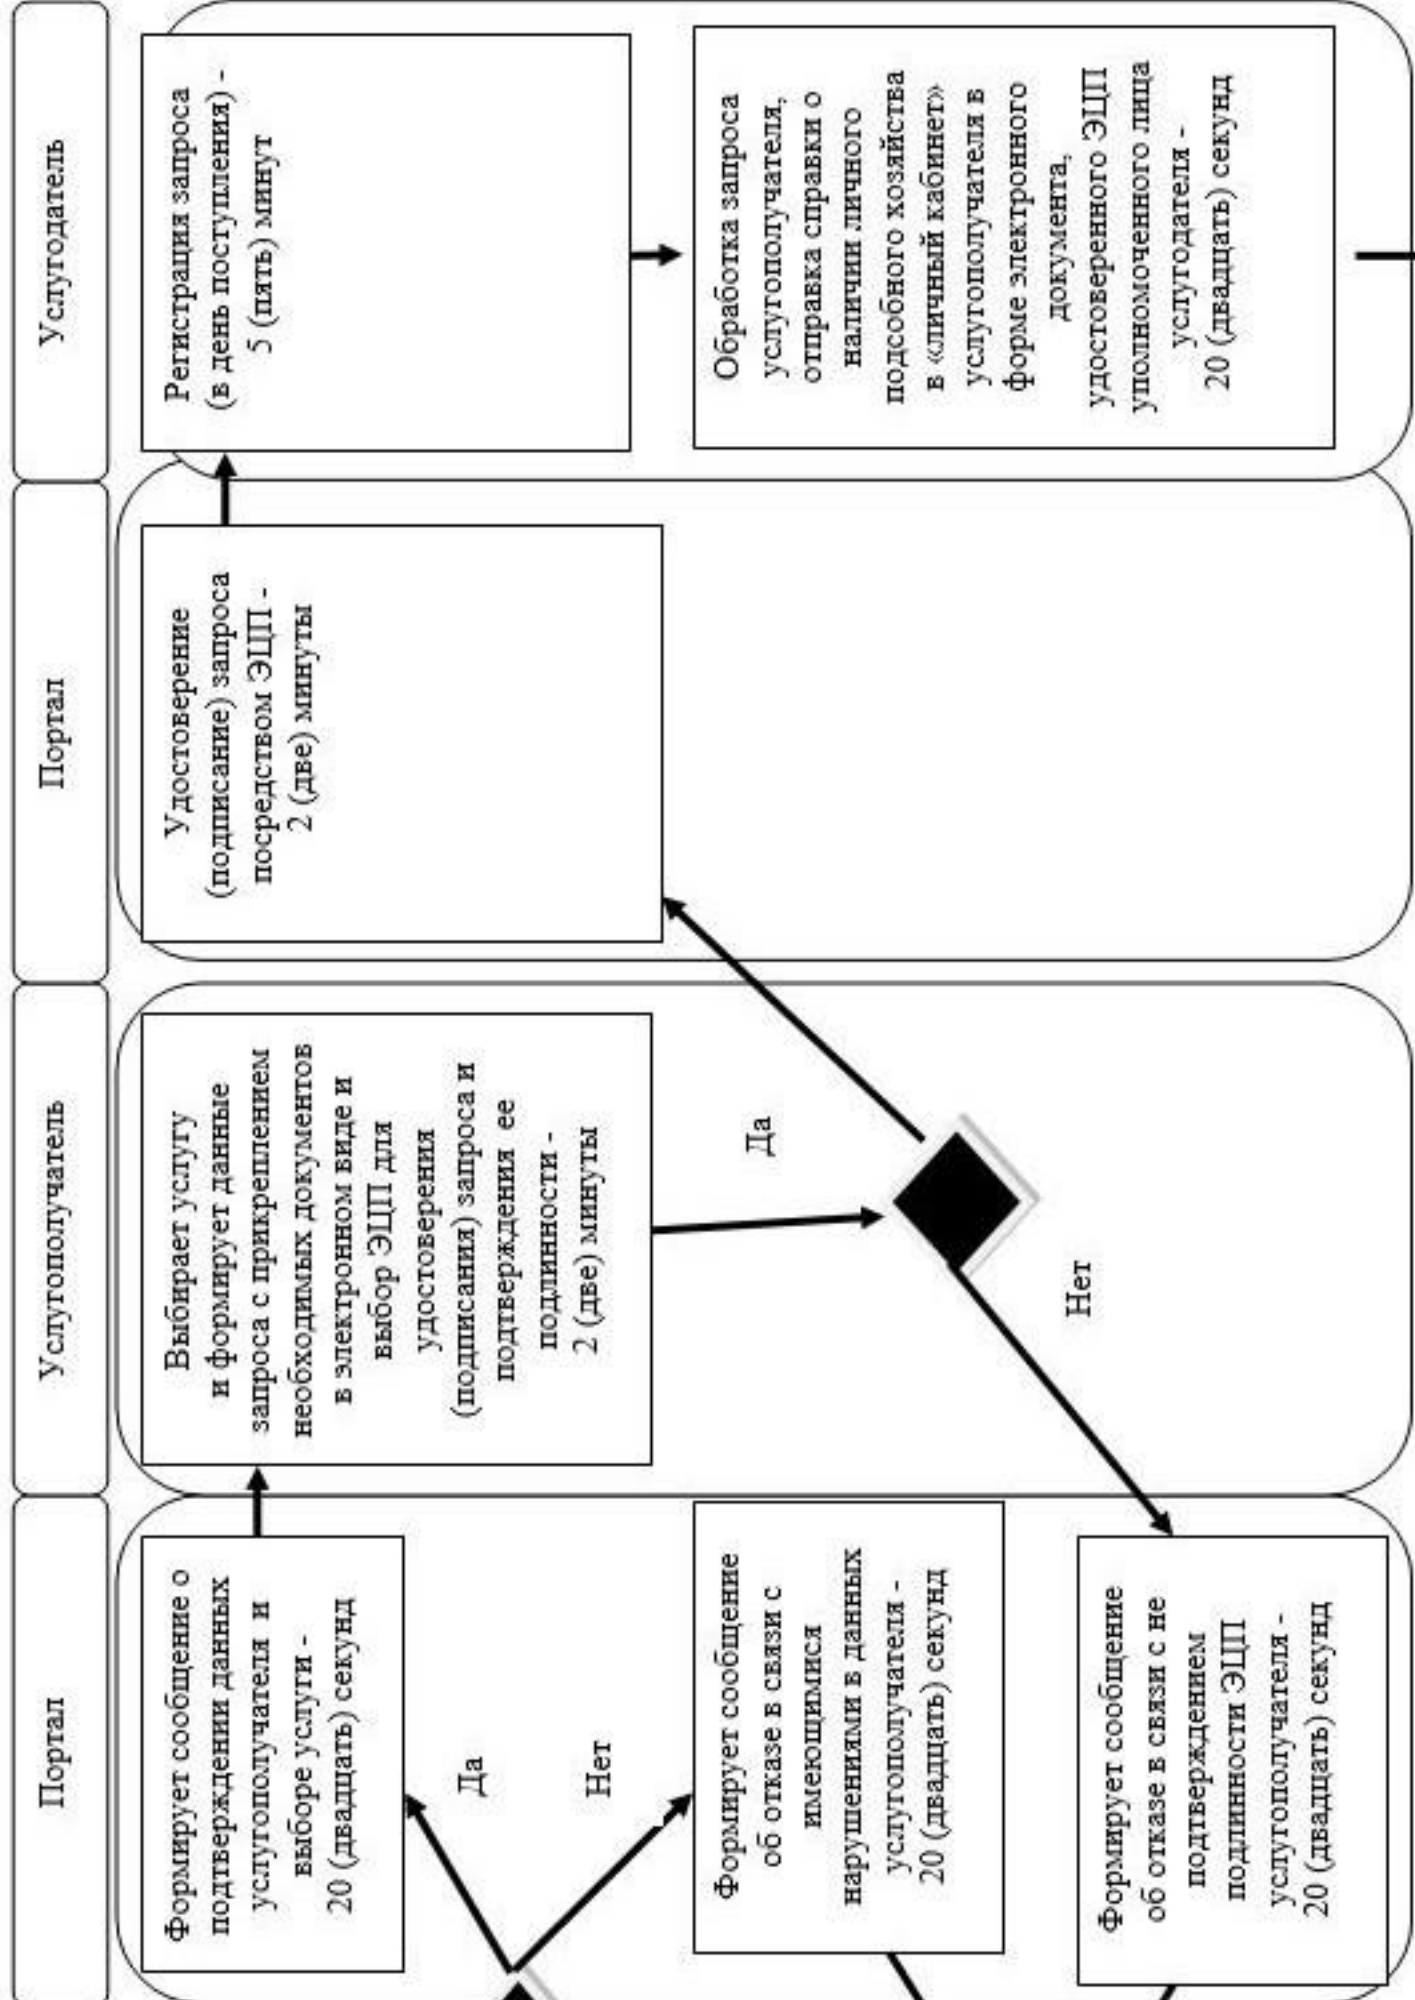 Портал
Услугополучатель
Портал
Услугодатель
Формирует сообщение о
подтверждении данных
услугополучателя и
выборе услуги -
20 (двадцать) секунд
Да
Нет
Формирует сообщение
об отказе в связи с
имеющимися
нарушениями в данных
услугополучателя -
20 (двадцать) секунд
Формирует сообщение
об отказе в связи с не
подтверждением
подлинности ЭЦП
услугополучателя -
20 (двадцать) секунд
Выбирает услугу
и формирует данные
запроса с прикреплением
необходимых документов
в электронном виде и
выбор ЭЦП для
удостоверения
(подписания) запроса и
подтверждения ее
подлинности -
2 (две) минуты
Да
Нет
Удостоверение
(подписание) запроса
посредством ЭЦП -
2 (две) минуты
Регистрация запроса
(в день поступления) -
5 (пять) минут
Обработка запроса
услугополучателя,
отправка справки о
наличии личного
подсобного хозяйства
в «личный кабинет»
услугополучателя в
форме электронного
документа,
удостоверенного ЭЦП
уполномоченного лица
услугодателя -
20 (двадцать) секунд